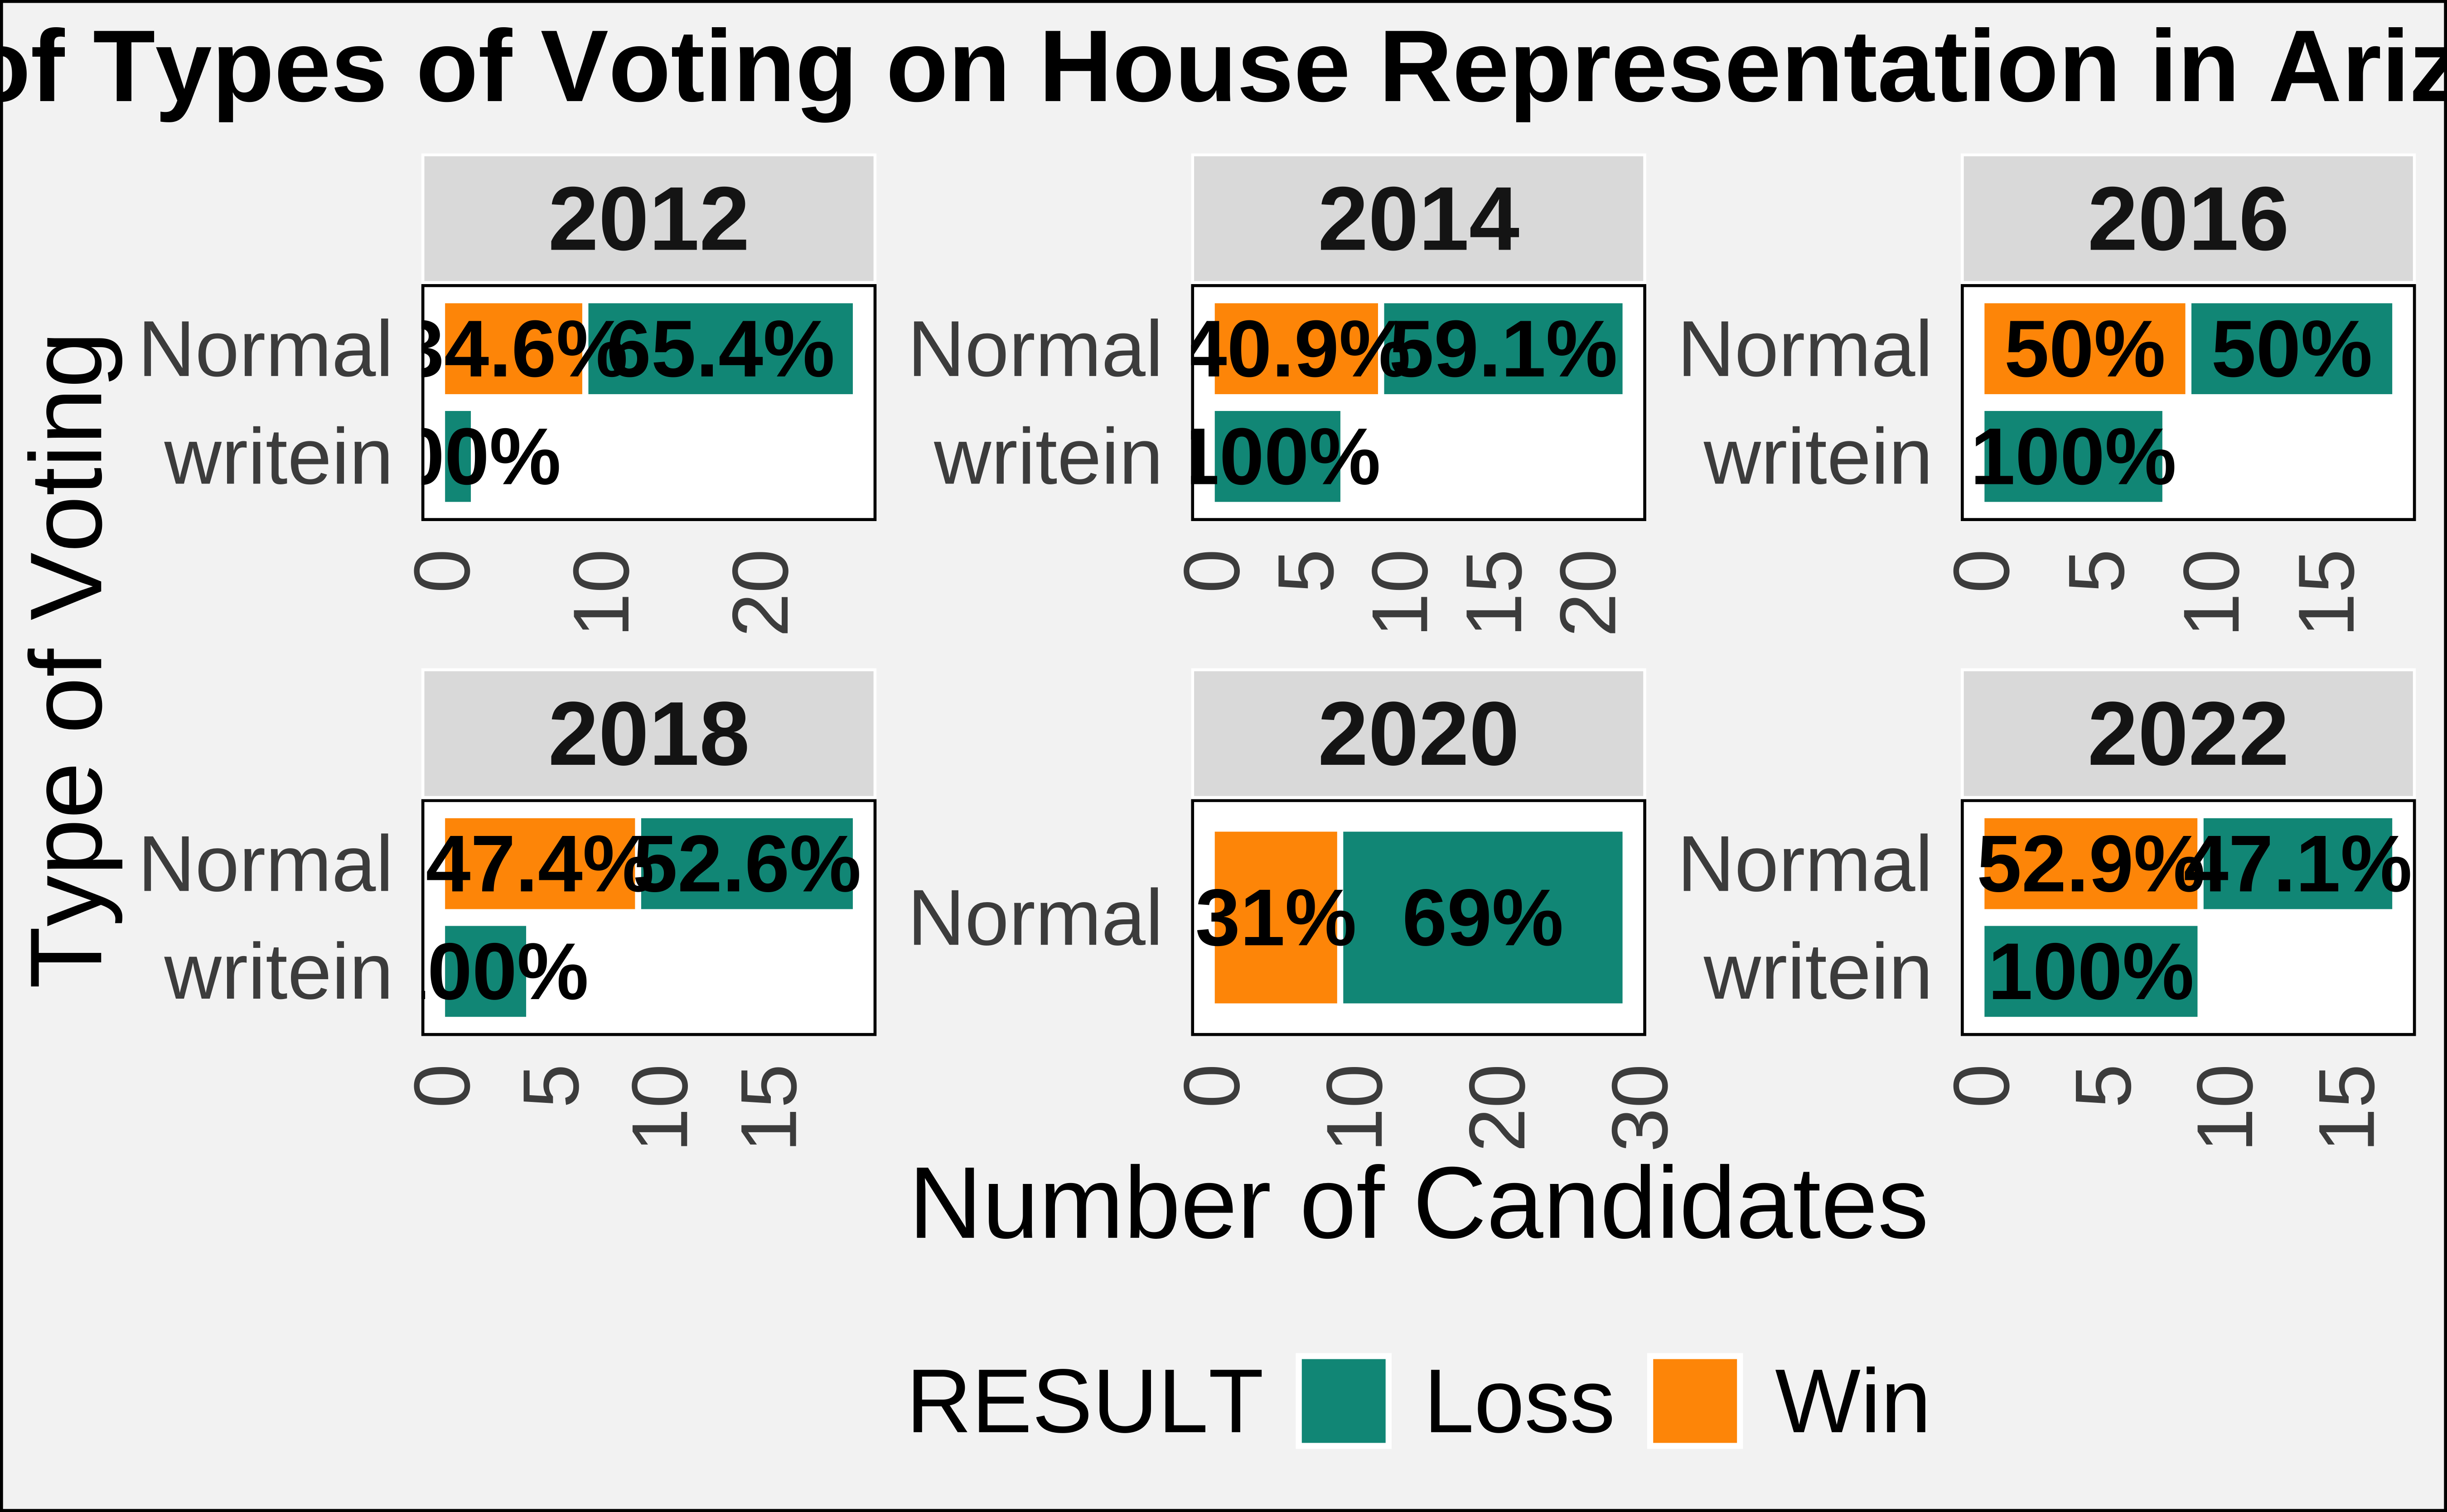 of Types of Voting on House Representation in Ariz
2012 2014 2016
Normal 34.6% 65.4% Normal 40.9% 59.1% Normal 50% 50%
writein 00% writein 100% writein 100%
0 10 20 0 5 10 15 20 0 5 10 15
2018 2020 2022
Normal 47.4% 52.6% Normal 31% 69% Normal 52.9% 47.1%
writein 100% writein 100%
0 5 10 15 0 10 20 30 0 5 10 15
Type of Voting
Number of Candidates
RESULT Loss Win